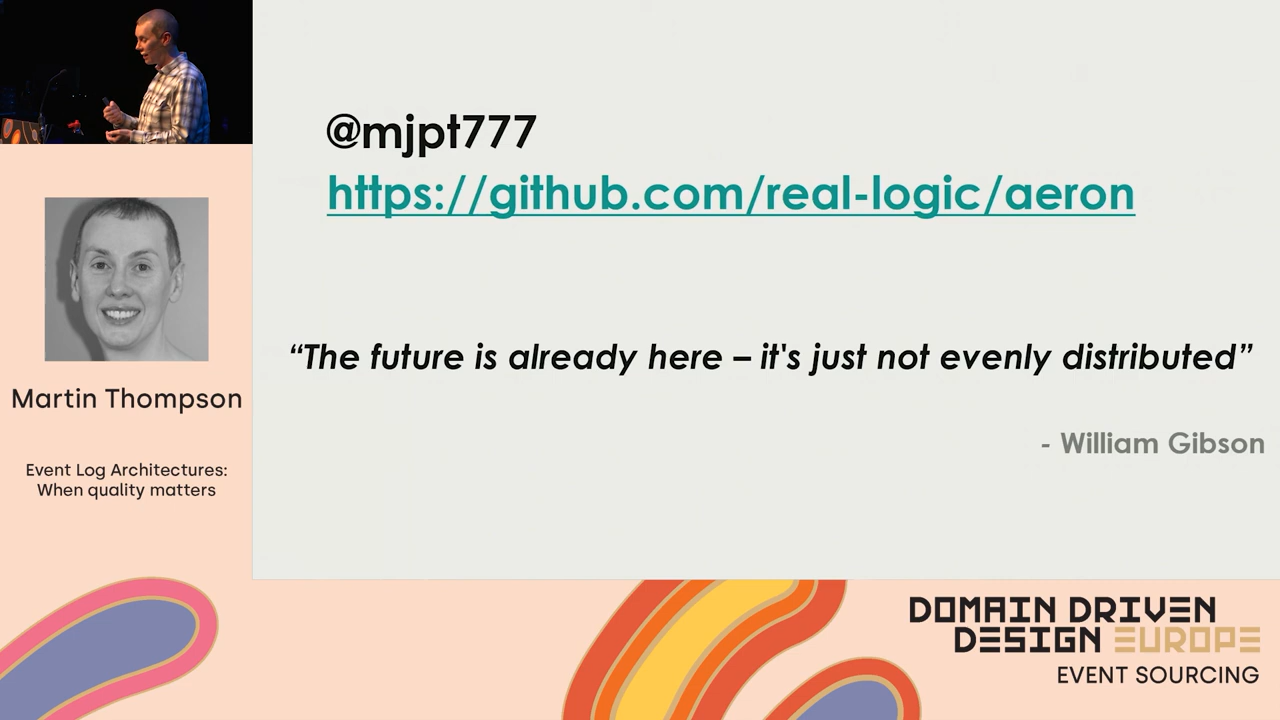 @mjpt777
https://github.com/real-logic/aeron
“The future is already here – it's just not evenly distributed”
- William Gibson
Martin Thompson
Event Log Architectures:
When quality matters
DOMAIN DRIVEN
DESIGN EUROPE
EVENT SOURCING